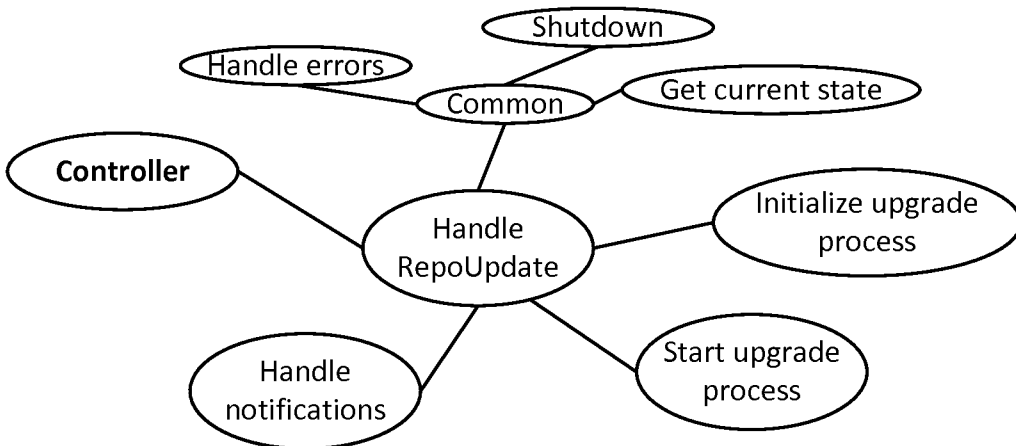 Shutdown
Handle errors
Common
Get current state
Controller
Handle
RepoUpdate
Initialize upgrade
process
Start upgrade
process
Handle
notifications